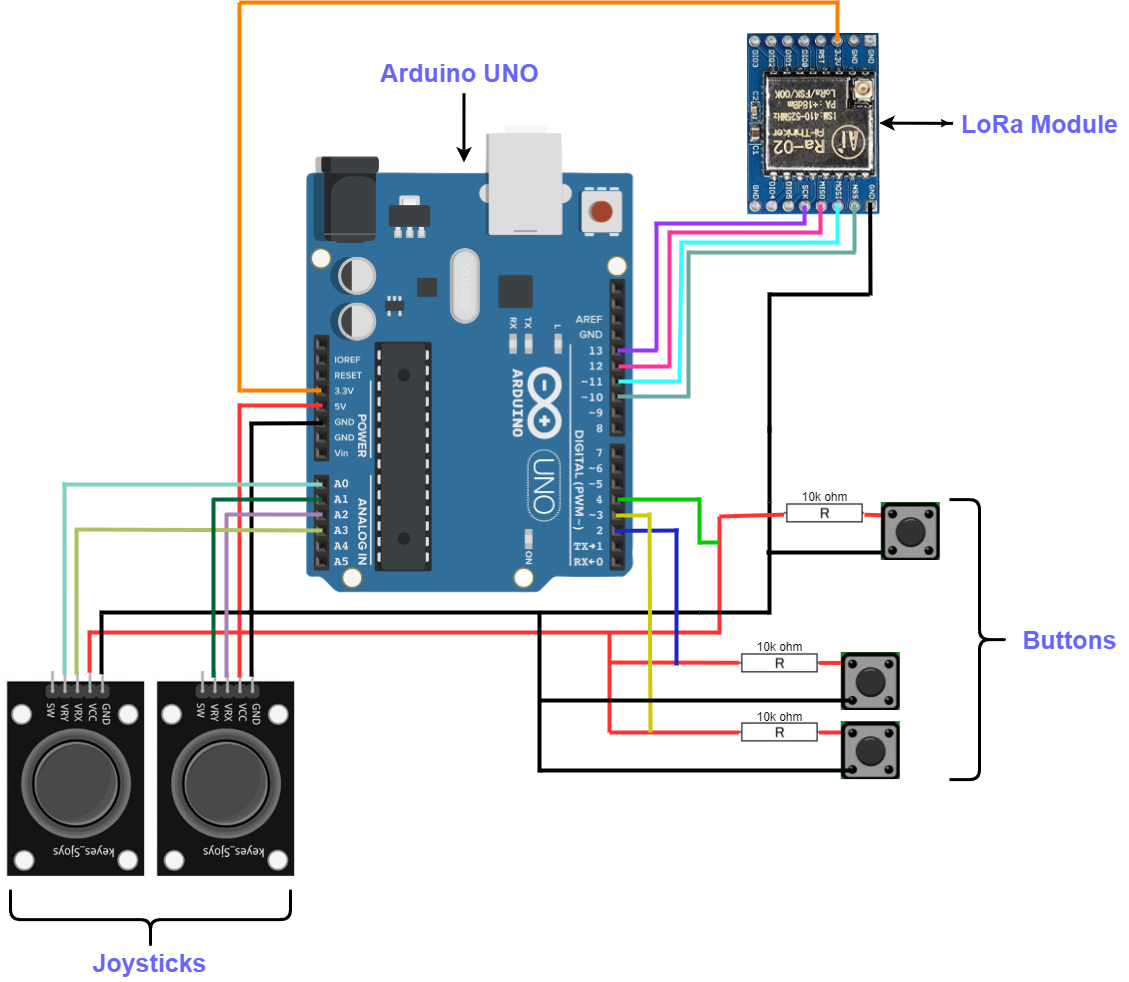 Arduino UNO
LoRa Module
DIO3
DIO2
DIO1
DIO0
RST
3.3V
GND
GND
C2
C1
Ra-02
Ai-Thinker
ISM:410-525MHz
PA:+18dBm
LoRa/FSK/OOK
Ai
GND
DIO4
DIO5
SCK
MISO
MOSI
NSS
GND
RX
TX
L
AREF
GND
13
12
~11
~10
~9
8
7
~6
~5
4
~3
2
TX→1
RX←0
DIGITAL (PWM~)
IOREF
RESET
3.3V
5V
GND
GND
Vin
POWER
A0
A1
A2
A3
A4
A5
ANALOG IN
ARDUINO
UNO
ON
10k ohm
R
10k ohm
R
10k ohm
R
Buttons
SW
VRY
VRX
VCC
GND
keyes_Sjoys
SW
VRY
VRX
VCC
GND
keyes_Sjoys
Joysticks